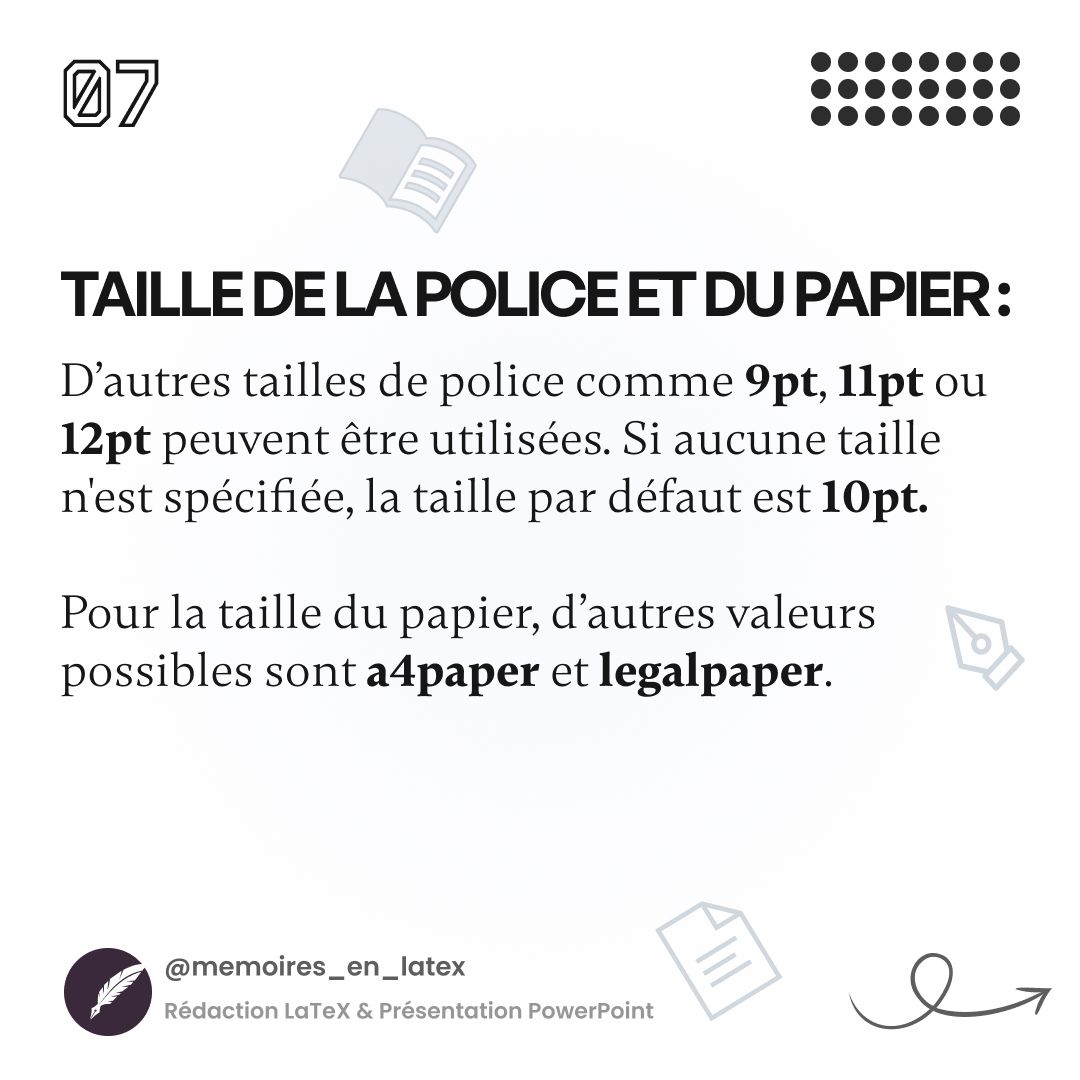 07
TAILLE DE LA POLICE ET DU PAPIER :
D’autres tailles de police comme 9pt, 11pt ou
12pt peuvent être utilisées. Si aucune taille
n'est spécifiée, la taille par défaut est 10pt.
Pour la taille du papier, d’autres valeurs
possibles sont a4paper et legalpaper.
@memoires_en_latex
Rédaction LaTeX & Présentation PowerPoint